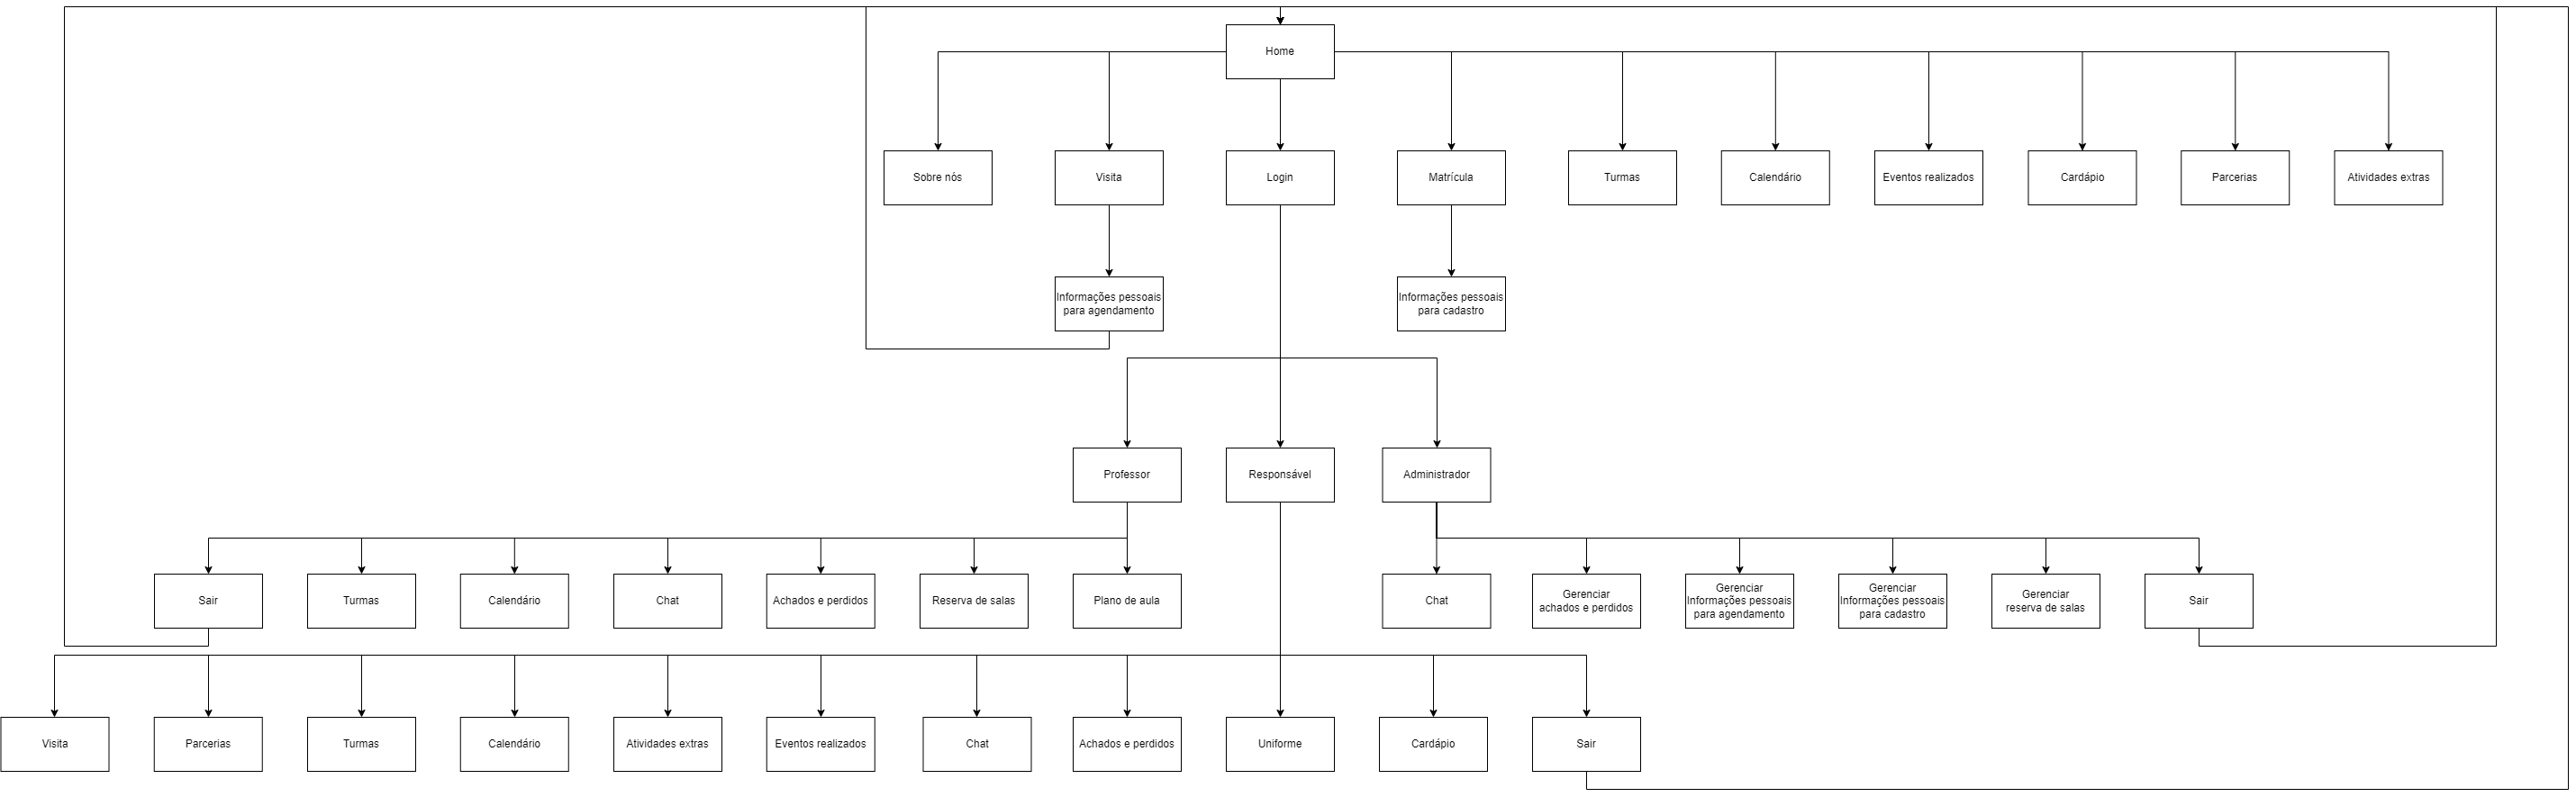 Home
Sobre nós
Visita
Login
Matrícula
Turmas
Calendário
Eventos realizados
Cardápio
Parcerias
Atividades extras
Informações pessoais
para agendamento
Informações pessoais
para cadastro
Professor
Responsável
Administrador
Sair
Turmas
Calendário
Chat
Achados e perdidos
Reserva de salas
Plano de aula
Chat
Gerenciar
achados e perdidos
Gerenciar
Informações pessoais
para agendamento
Gerenciar
Informações pessoais
para cadastro
Gerenciar
reserva de salas
Sair
Visita
Parcerias
Turmas
Calendário
Atividades extras
Eventos realizados
Chat
Achados e perdidos
Uniforme
Cardápio
Sair